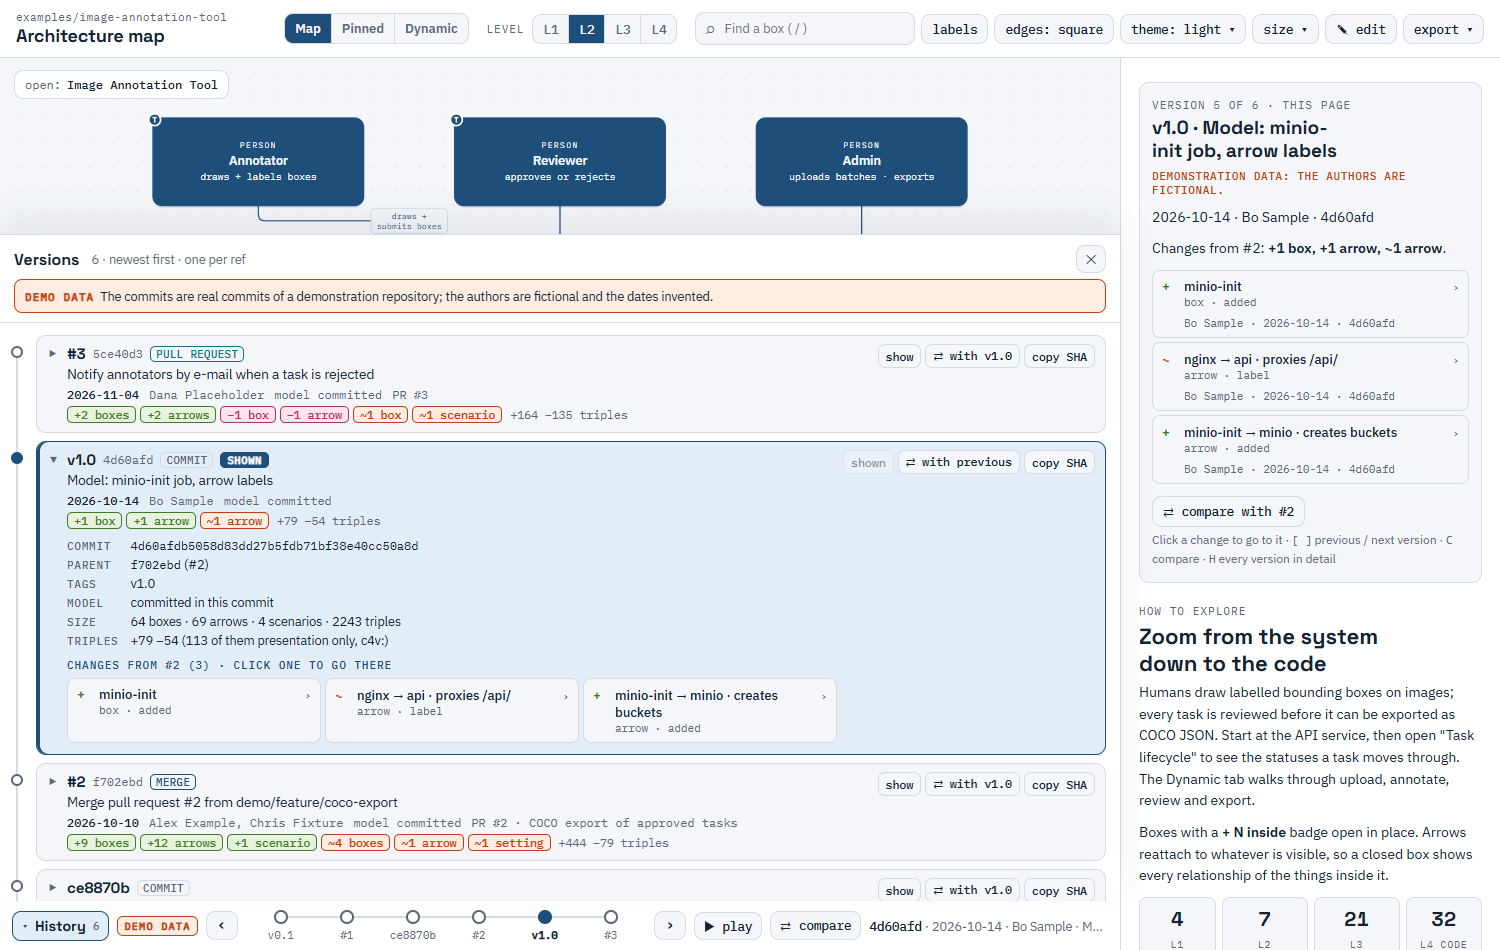 examples/image-annotation-tool
Architecture map
Map Pinned Dynamic
LEVEL L1 L2 L3 L4
Find a box ( / )
labels
edges: square
theme: light ▾
size ▾
edit
export ▾
open: Image Annotation Tool
T
PERSON
Annotator
draws + labels boxes
T
PERSON
Reviewer
approves or rejects
PERSON
Admin
uploads batches · exports
draws +
submits boxes
Versions 6 · newest first · one per ref
DEMO DATA The commits are real commits of a demonstration repository; the authors are fictional and the dates invented.
#3 5ce40d3 PULL REQUEST show ⇄ with v1.0 copy SHA
Notify annotators by e-mail when a task is rejected
2026-11-04 Dana Placeholder model committed PR #3
+2 boxes +2 arrows −1 box −1 arrow ~1 box ~1 scenario +164 −135 triples
v1.0 4d60afd COMMIT SHOWN shown ⇄ with previous copy SHA
Model: minio-init job, arrow labels
2026-10-14 Bo Sample model committed
+1 box +1 arrow ~1 arrow +79 −54 triples
COMMIT 4d60afdb5058d83dd27b5fdb71bf38e40cc50a8d
PARENT f702ebd (#2)
TAGS v1.0
MODEL committed in this commit
SIZE 64 boxes · 69 arrows · 4 scenarios · 2243 triples
TRIPLES +79 −54 (113 of them presentation only, c4v:)
CHANGES FROM #2 (3) · CLICK ONE TO GO THERE
+ minio-init ›
box · added
~ nginx → api · proxies /api/ ›
arrow · label
+ minio-init → minio · creates ›
buckets
arrow · added
#2 f702ebd MERGE show ⇄ with v1.0 copy SHA
Merge pull request #2 from demo/feature/coco-export
2026-10-10 Alex Example, Chris Fixture model committed PR #2 · COCO export of approved tasks
+9 boxes +12 arrows +1 scenario ~4 boxes ~1 arrow ~1 setting +444 −79 triples
ce8870b COMMIT show ⇄ with v1.0 copy SHA
▾ History 6 DEMO DATA ‹
v0.1 #1 ce8870b #2 v1.0 #3
› ▶ play ⇄ compare 4d60afd · 2026-10-14 · Bo Sample · M…
VERSION 5 OF 6 · THIS PAGE
v1.0 · Model: minio-
init job, arrow labels
DEMONSTRATION DATA: THE AUTHORS ARE
FICTIONAL.
2026-10-14 · Bo Sample · 4d60afd
Changes from #2: +1 box, +1 arrow, ~1 arrow.
+ minio-init ›
box · added
Bo Sample · 2026-10-14 · 4d60afd
~ nginx → api · proxies /api/ ›
arrow · label
Bo Sample · 2026-10-14 · 4d60afd
+ minio-init → minio · creates buckets ›
arrow · added
Bo Sample · 2026-10-14 · 4d60afd
⇄ compare with #2
Click a change to go to it · [ ] previous / next version · C
compare · H every version in detail
HOW TO EXPLORE
Zoom from the system
down to the code
Humans draw labelled bounding boxes on images;
every task is reviewed before it can be exported as
COCO JSON. Start at the API service, then open "Task
lifecycle" to see the statuses a task moves through.
The Dynamic tab walks through upload, annotate,
review and export.
Boxes with a + N inside badge open in place. Arrows
reattach to whatever is visible, so a closed box shows
every relationship of the things inside it.
4 7 21 32
L1 L2 L3 L4 CODE